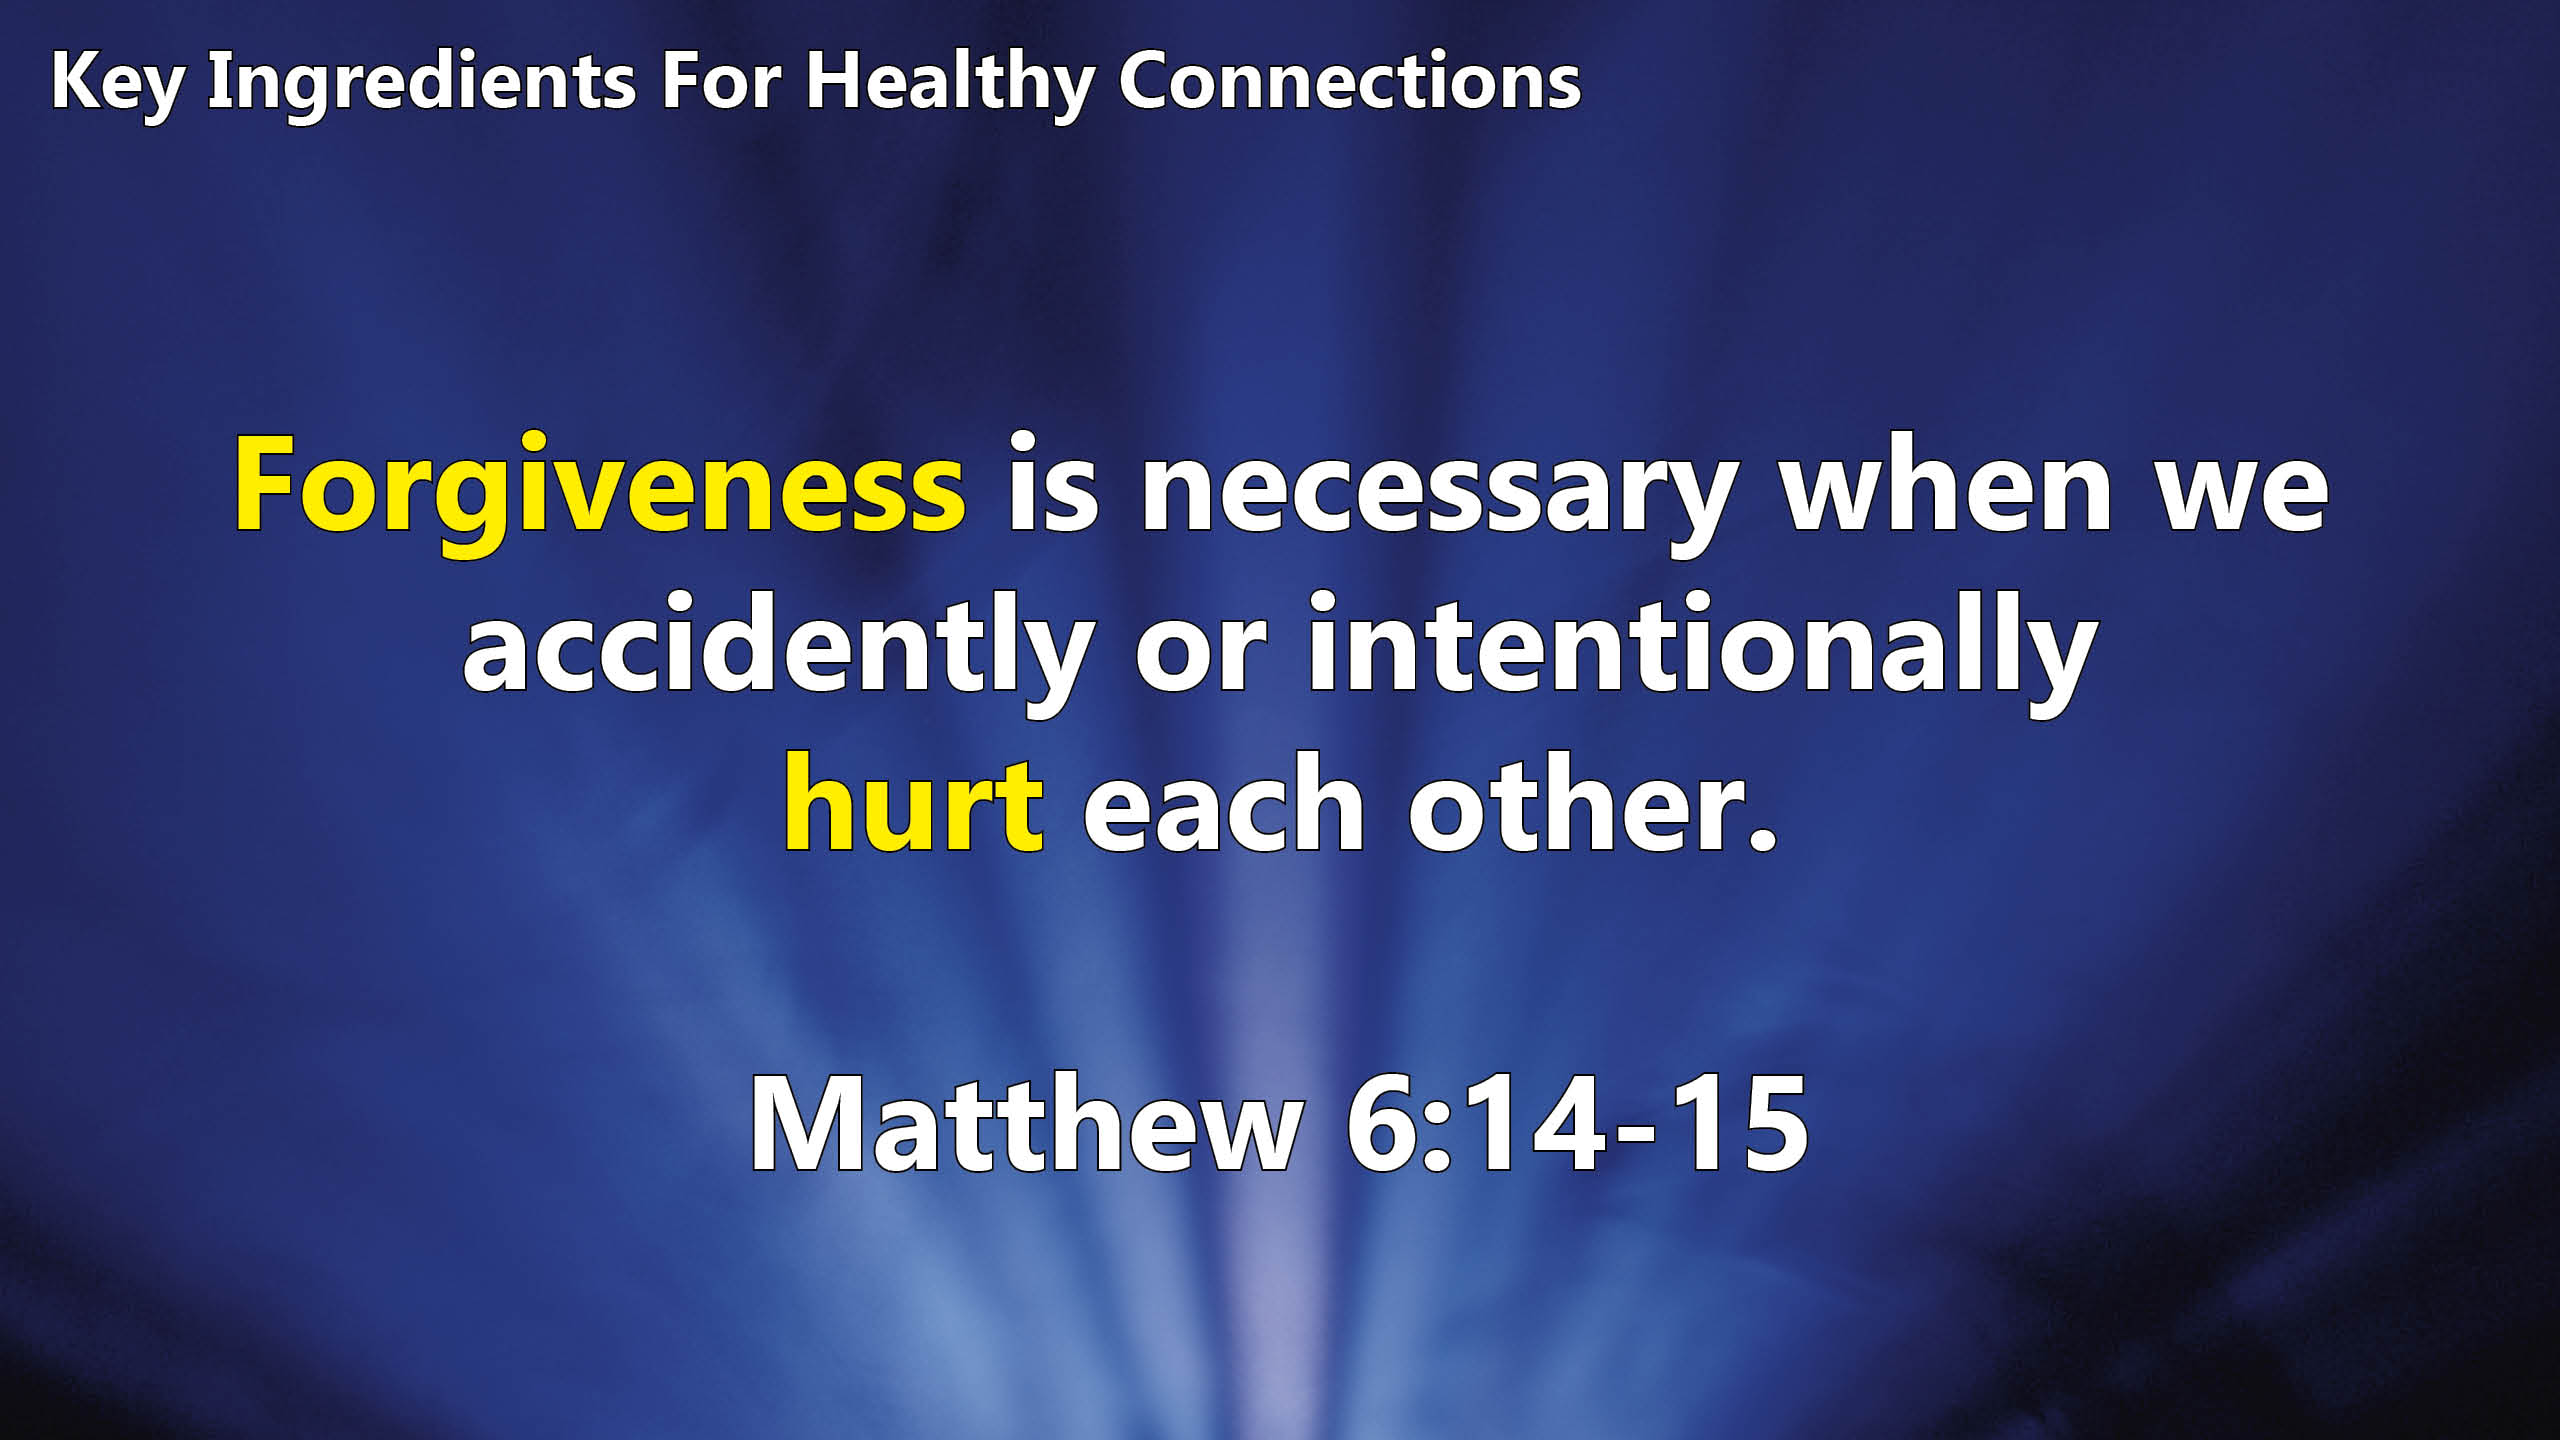 Key Ingredients For Healthy Connections
Forgiveness is necessary when we
accidently or intentionally
hurt each other.
Matthew 6:14-15